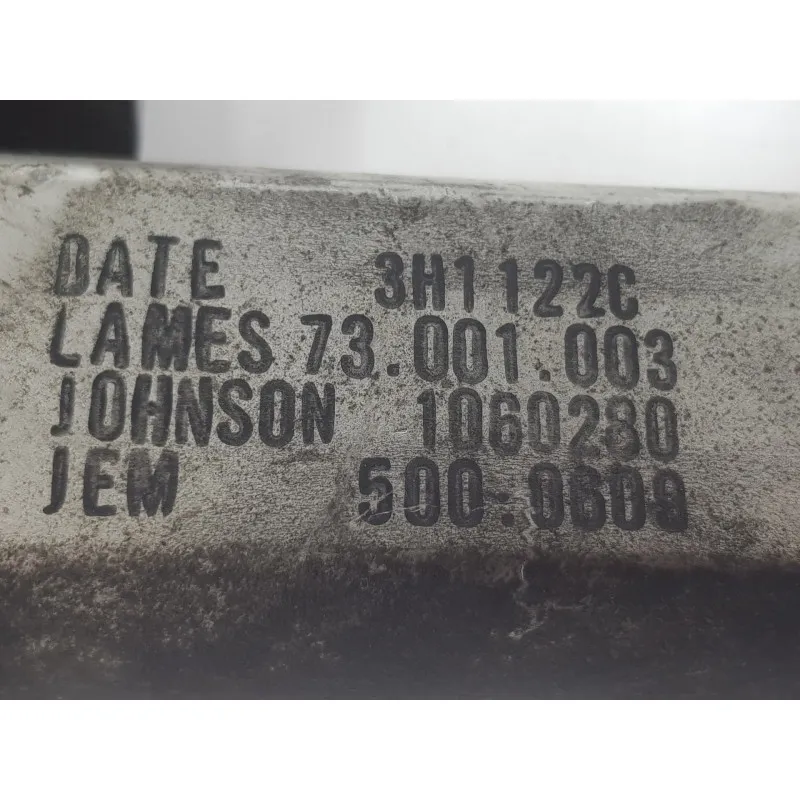 DATE 3H1122C
LAMES 73.001.003
JOHNSON 1060280
JEM 500.0609